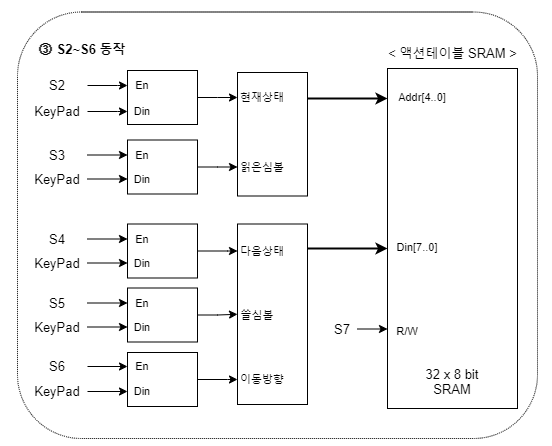 ③ S2~S6 동작
< 액션테이블 SRAM >
S2
En
KeyPad
Din
현재상태
Addr[4..0]
S3
En
KeyPad
Din
읽은심볼
S4
En
KeyPad
Din
다음상태
Din[7..0]
S5
En
KeyPad
Din
쓸심볼
S7
R/W
S6
En
KeyPad
Din
이동방향
32 x 8 bit
SRAM